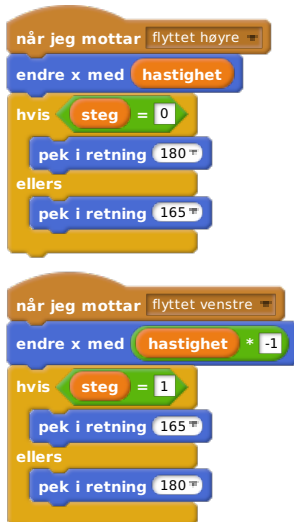 når jeg mottar flyttet høyre
endre x med hastighet
hvis steg = 0
pek i retning 180
ellers
pek i retning 165
når jeg mottar flyttet venstre
endre x med hastighet * -1
hvis steg = 1
pek i retning 165
ellers
pek i retning 180